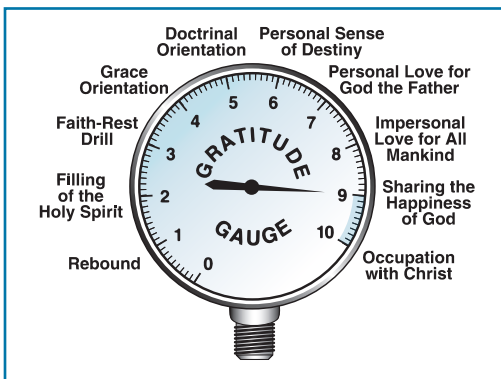 Doctrinal
Orientation
Personal Sense
of Destiny
Grace
Orientation
Personal Love for
God the Father
Faith-Rest
Drill
Impersonal
Love for All
Mankind
Filling
of the
Holy Spirit
Sharing the
Happiness
of God
Rebound
Occupation
with Christ
0
1
2
3
4
5
6
7
8
9
10
GRATITUDE
GAUGE